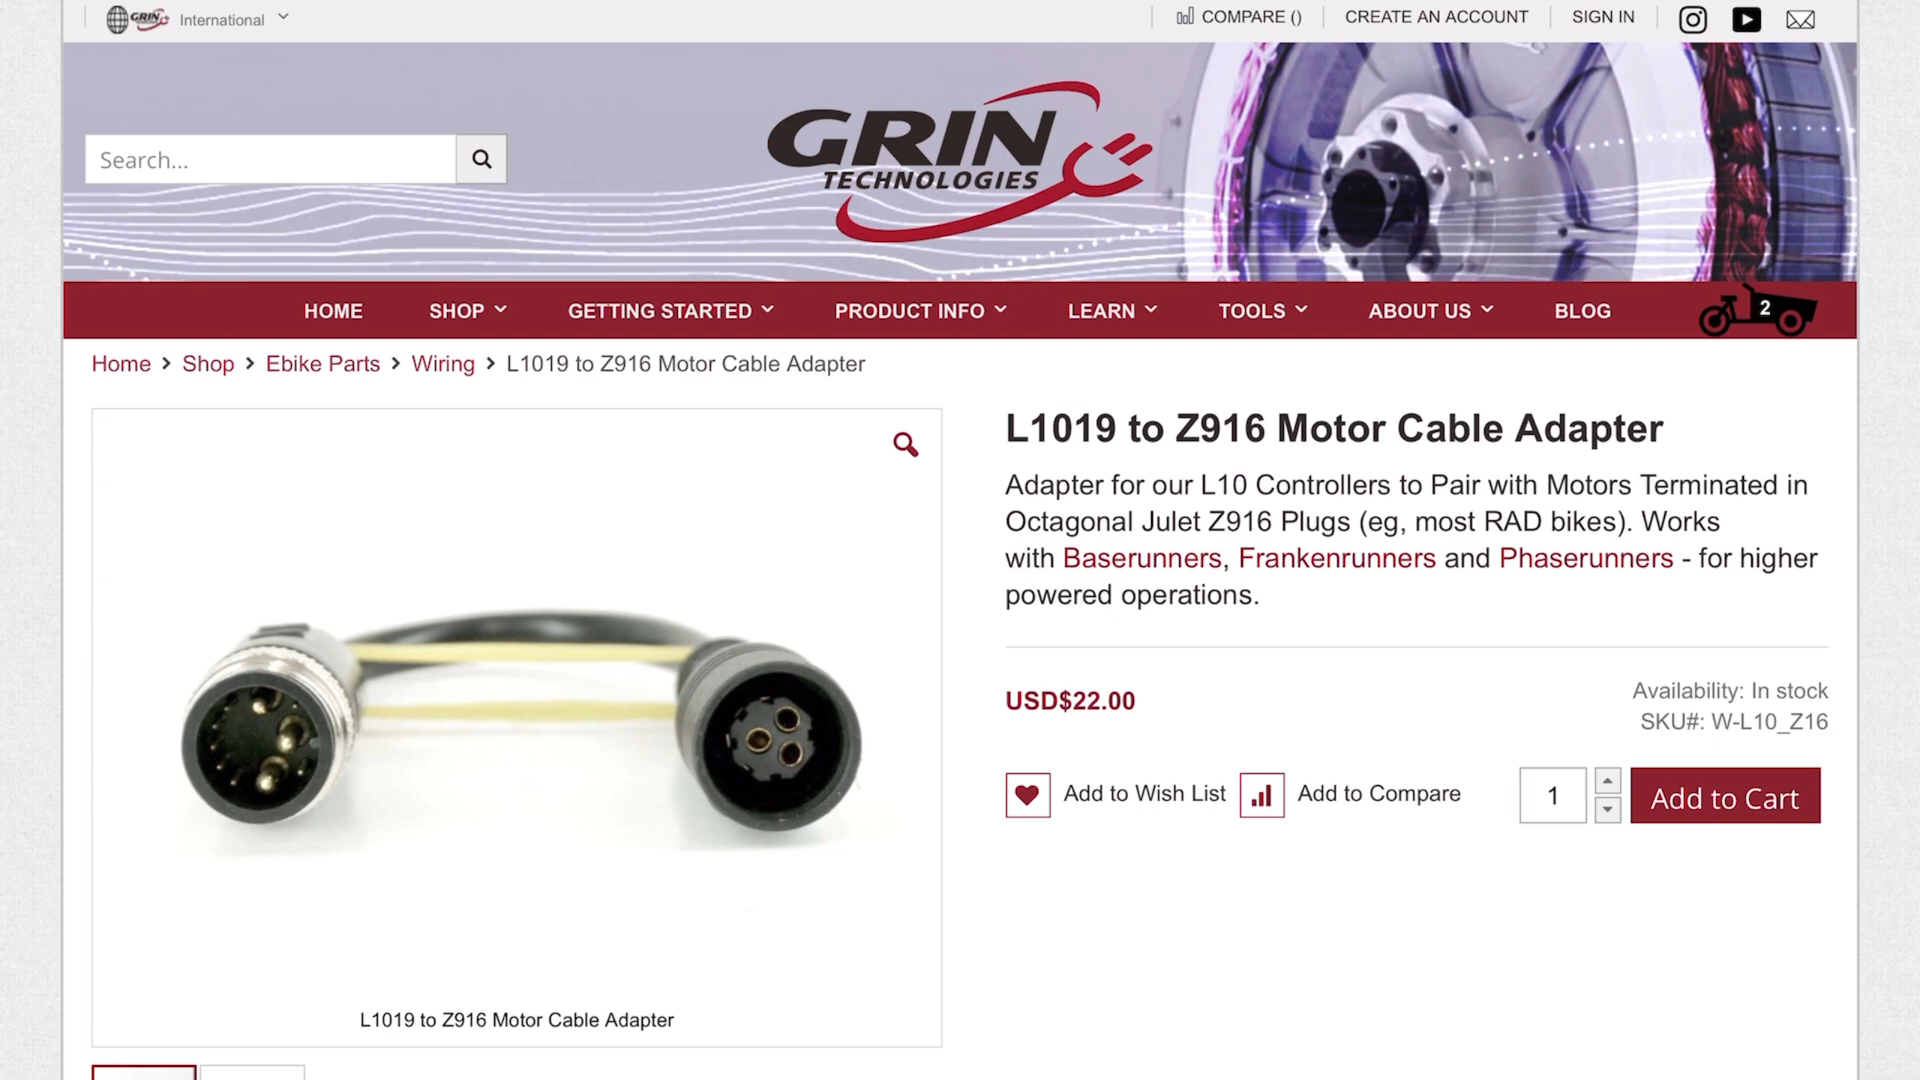 GRIN TECHNOLOGIES International
COMPARE () CREATE AN ACCOUNT SIGN IN
Search...
GRIN
TECHNOLOGIES
HOME SHOP GETTING STARTED PRODUCT INFO LEARN TOOLS ABOUT US BLOG 2
Home > Shop > Ebike Parts > Wiring > L1019 to Z916 Motor Cable Adapter
L1019 to Z916 Motor Cable Adapter
Adapter for our L10 Controllers to Pair with Motors Terminated in
Octagonal Julet Z916 Plugs (eg, most RAD bikes). Works
with Baserunners, Frankenrunners and Phaserunners - for higher
powered operations.
USD$22.00
Availability: In stock
SKU#: W-L10_Z16
Add to Wish List Add to Compare 1 Add to Cart
L1019 to Z916 Motor Cable Adapter